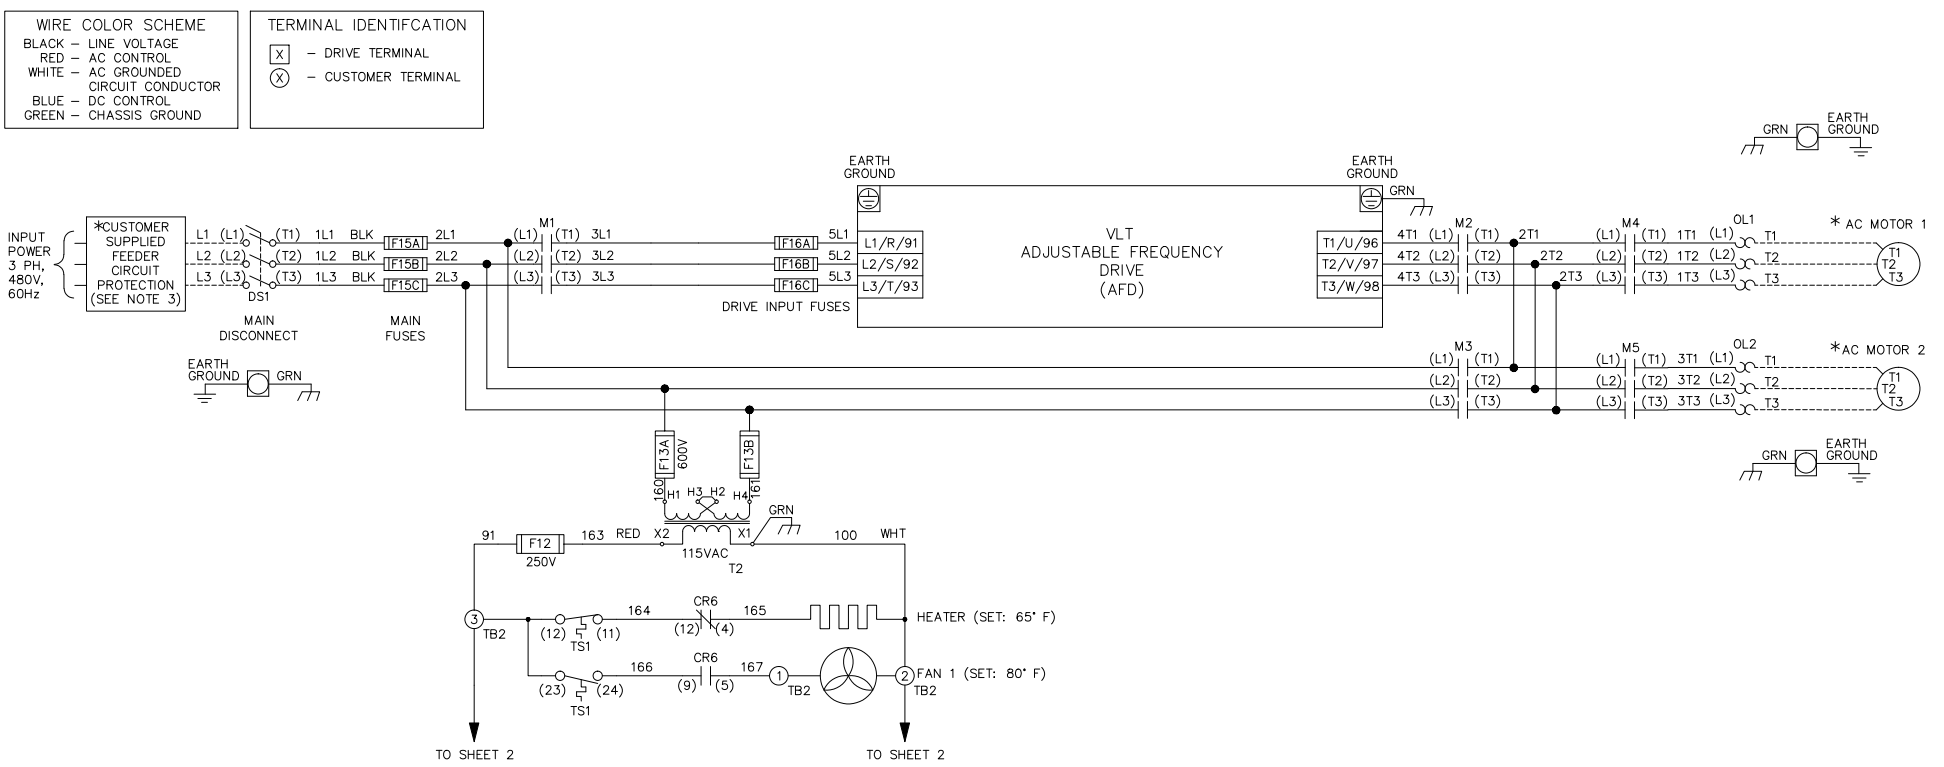 WIRE COLOR SCHEME
BLACK – LINE VOLTAGE
RED – AC CONTROL
WHITE – AC GROUNDED
CIRCUIT CONDUCTOR
BLUE – DC CONTROL
GREEN – CHASSIS GROUND
TERMINAL IDENTIFCATION
X – DRIVE TERMINAL
X – CUSTOMER TERMINAL
GRN
EARTH
GROUND
EARTH
GROUND
EARTH
GROUND
GRN
INPUT
POWER
3 PH,
480V,
60Hz
*CUSTOMER
SUPPLIED
FEEDER
CIRCUIT
PROTECTION
(SEE NOTE 3)
L1 (L1) (T1) 1L1 BLK F15A 2L1 (L1) M1 (T1) 3L1 F16A 5L1 L1/R/91
L2 (L2) (T2) 1L2 BLK F15B 2L2 (L2) (T2) 3L2 F16B 5L2 L2/S/92
L3 (L3) (T3) 1L3 BLK F15C 2L3 (L3) (T3) 3L3 F16C 5L3 L3/T/93
DS1
MAIN
DISCONNECT
MAIN
FUSES
DRIVE INPUT FUSES
VLT
ADJUSTABLE FREQUENCY
DRIVE
(AFD)
T1/U/96 4T1 (L1) M2 (T1) 2T1 (L1) M4 (T1) 1T1 (L1) OL1 T1
T2/V/97 4T2 (L2) (T2) 2T2 (L2) (T2) 1T2 (L2) T2
T3/W/98 4T3 (L3) (T3) 2T3 (L3) (T3) 1T3 (L3) T3
* AC MOTOR 1
T1
T2
T3
EARTH
GROUND
GRN
(L1) M3 (T1) (L1) M5 (T1) 3T1 (L1) OL2 T1
(L2) (T2) (L2) (T2) 3T2 (L2) T2
(L3) (T3) (L3) (T3) 3T3 (L3) T3
*AC MOTOR 2
T1
T2
T3
GRN
EARTH
GROUND
F13A
600V
F13B
160
161
H1 H3 H2 H4
GRN
91 F12 163 RED X2 X1 100 WHT
250V
115VAC
T2
3
TB2
(12) (11)
TS1
164
CR6
(12) (4)
165
HEATER (SET: 65° F)
(23) (24)
TS1
166
CR6
(9) (5)
167
1
TB2
2
TB2
FAN 1 (SET: 80° F)
TO SHEET 2
TO SHEET 2